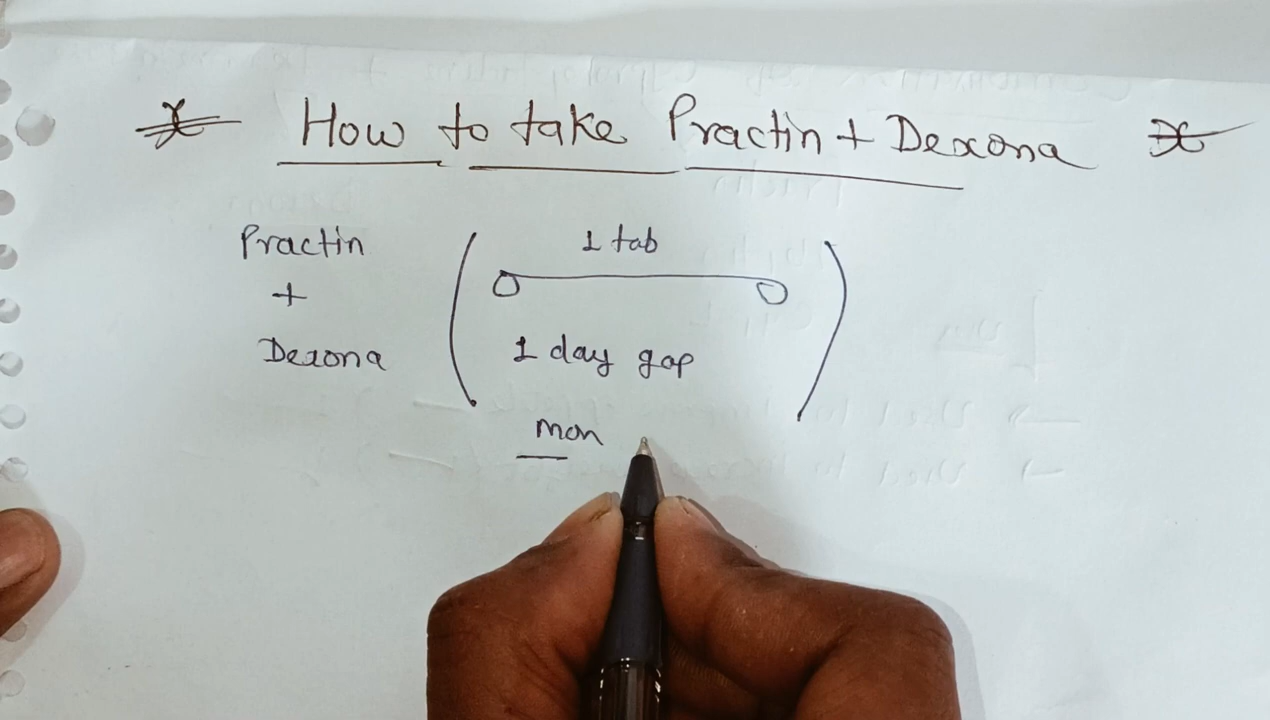 How to take Practin + Dexona
Practin
+
Dexona
1 tab
1 day gap
mon